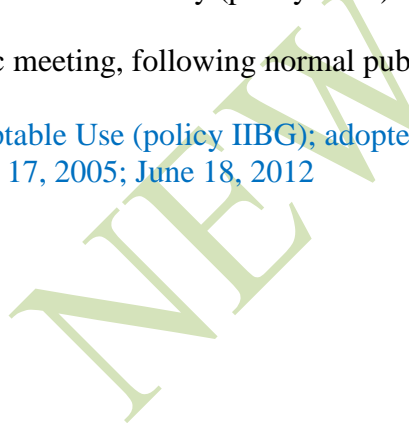 c meeting, following normal pub
ptable Use (policy IIBG); adopte
17, 2005; June 18, 2012
NEW